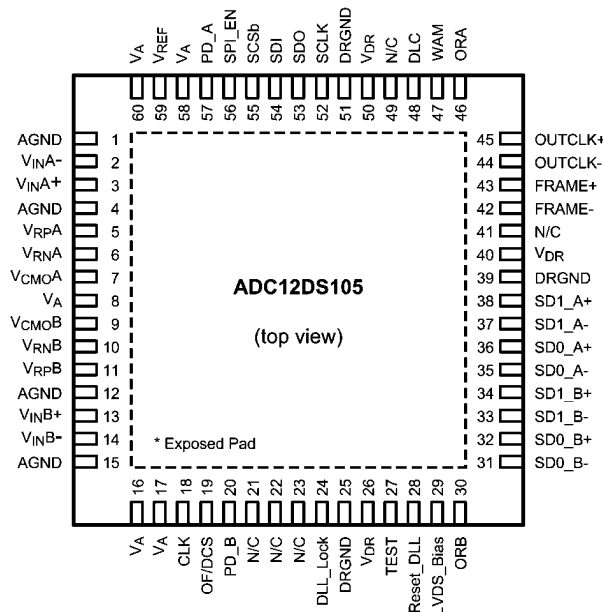 VA
VREF
VA
PD_A
SPI_EN
SCSb
SDI
SDO
SCLK
DRGND
VDR
N/C
DLC
WAM
ORA
60 59 58 57 56 55 54 53 52 51 50 49 48 47 46
AGND 1
VINA- 2
VINA+ 3
AGND 4
VRPA 5
VRNA 6
VCMOA 7
VA 8
VCMOB 9
VRNB 10
VRPB 11
AGND 12
VINB+ 13
VINB- 14
AGND 15
ADC12DS105
(top view)
* Exposed Pad
45 OUTCLK+
44 OUTCLK-
43 FRAME+
42 FRAME-
41 N/C
40 VDR
39 DRGND
38 SD1_A+
37 SD1_A-
36 SD0_A+
35 SD0_A-
34 SD1_B+
33 SD1_B-
32 SD0_B+
31 SD0_B-
16 17 18 19 20 21 22 23 24 25 26 27 28 29 30
VA
VA
CLK
OF/DCS
PD_B
N/C
N/C
N/C
DLL_Lock
DRGND
VDR
TEST
Reset_DLL
LVDS_Bias
ORB